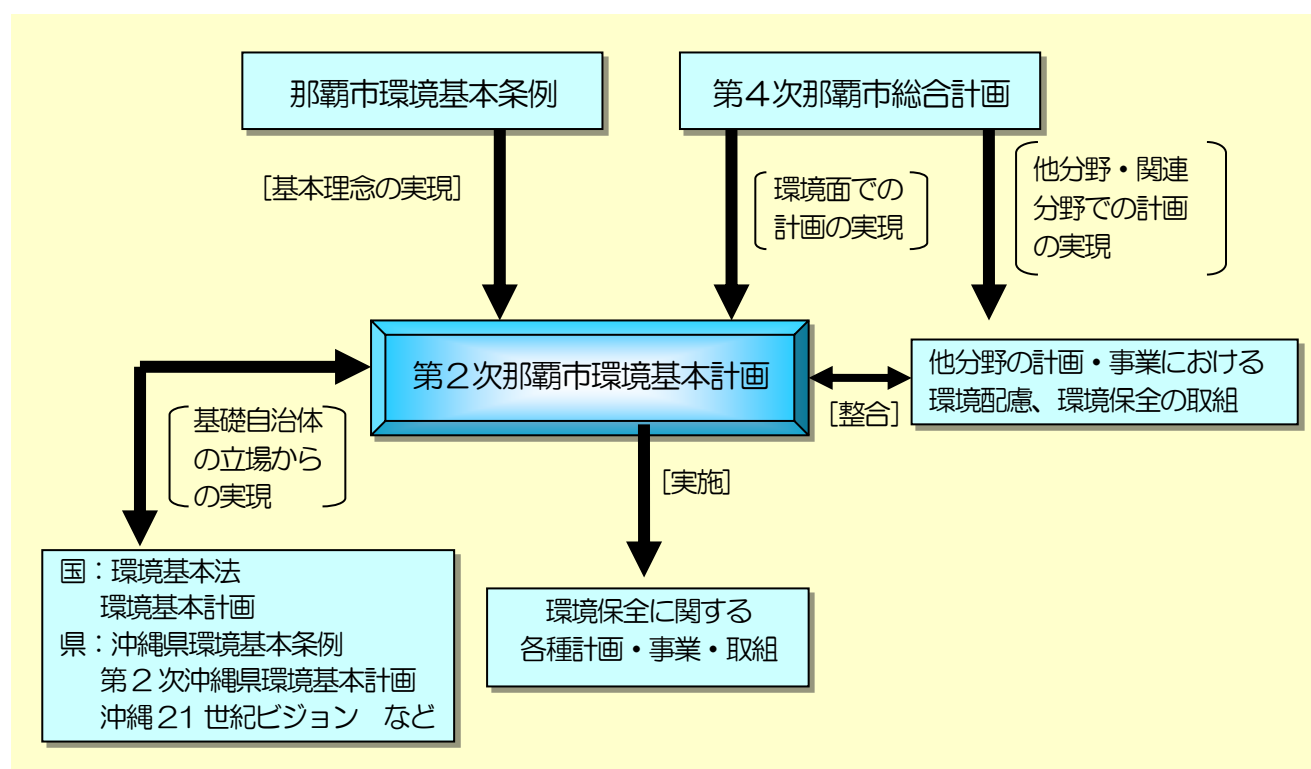 那覇市環境基本条例
第4次那覇市総合計画
[基本理念の実現]
環境面での
計画の実現
他分野・関連
分野での計画
の実現
第2次那覇市環境基本計画
[整合]
他分野の計画・事業における
環境配慮、環境保全の取組
基礎自治体
の立場から
の実現
[実施]
国:環境基本法
環境基本計画
県:沖縄県環境基本条例
第2次沖縄県環境基本計画
沖縄21世紀ビジョン など
環境保全に関する
各種計画・事業・取組